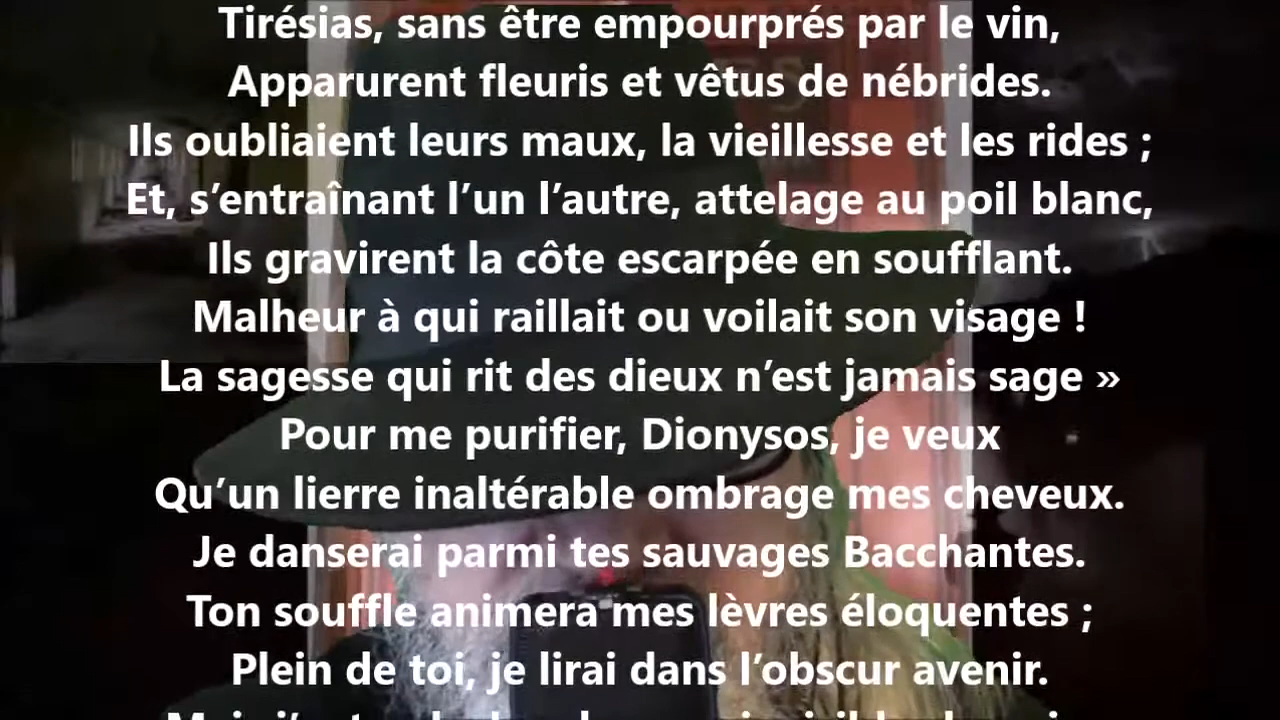 Tirésias, sans être empourprés par le vin,
Apparurent fleuris et vêtus de nébrides.
Ils oubliaient leurs maux, la vieillesse et les rides ;
Et, s’entraînant l’un l’autre, attelage au poil blanc,
Ils gravirent la côte escarpée en soufflant.
Malheur à qui raillait ou voilait son visage !
La sagesse qui rit des dieux n’est jamais sage »
Pour me purifier, Dionysos, je veux
Qu’un lierre inaltérable ombrage mes cheveux.
Je danserai parmi tes sauvages Bacchantes.
Ton souffle animera mes lèvres éloquentes ;
Plein de toi, je lirai dans l’obscur avenir.